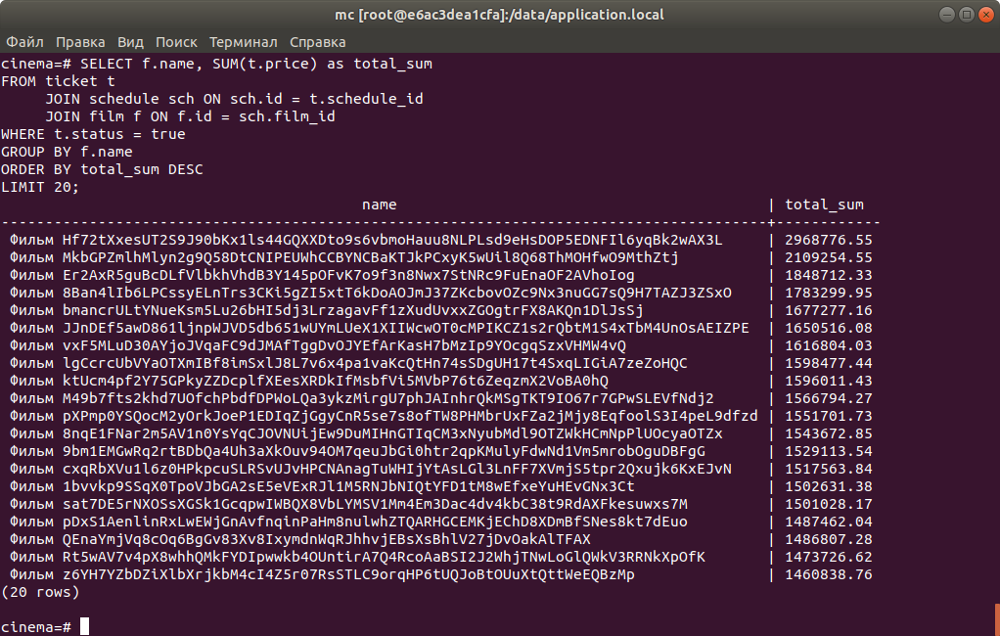 mc [root@e6ac3dea1cfa]:/data/application.local
Файл Правка Вид Поиск Терминал Справка
cinema=# SELECT f.name, SUM(t.price) as total_sum
FROM ticket t
     JOIN schedule sch ON sch.id = t.schedule_id
     JOIN film f ON f.id = sch.film_id
WHERE t.status = true
GROUP BY f.name
ORDER BY total_sum DESC
LIMIT 20;
name | total_sum
---------------------------------------------------------------------------------------+------------
Фильм Hf72tXxesUT2S9J90bKx1ls44GQXXDto9s6vbmoHauu8NLPLsd9eHsDOP5EDNFIl6yqBk2wAX3L | 2968776.55
Фильм MkbGPZmlhMlyn2g9Q58DtCNIPEUWhCCBYNCBaKTJkPCxyK5wUil8Q68ThMOHfwO9MthZtj | 2109254.55
Фильм Er2AxR5guBcDLfVlbkhVhdB3Y145pOFvK7o9f3n8Nwx7StNRc9FuEnaOF2AVhoIog | 1848712.33
Фильм 8Ban4lIb6LPCssyELnTrs3CKi5gZI5xtT6kDoAOJmJ37ZKcbovOZc9Nx3nuGG7sQ9H7TAZJ3ZSxO | 1783299.95
Фильм bmancrULtYNueKsm5Lu26bHI5dj3LrzagavFf1zXudUvxxZGOgtrFX8AKQn1DlJsSj | 1677277.16
Фильм JJnDEf5awD861ljnpWJVD5db651wUYmLUeX1XIIWcwOT0cMPIKCZ1s2rQbtM1S4xTbM4UnOsAEIZPE | 1650516.08
Фильм vxF5MLuD30AYjoJVqaFC9dJMAfTggDvOJYEfArKasH7bMzIp9YOcgqSzxVHMW4vQ | 1616804.03
Фильм lgCcrcUbVYaOTXmIBf8imSxlJ8L7v6x4pa1vaKcQtHn74sSDgUH17t4SxqLIGiA7zeZoHQC | 1598477.44
Фильм ktUcm4pf2Y75GPkyZZDcplfXEesXRDkIfMsbfVi5MVbP76t6ZeqzmX2VoBA0hQ | 1596011.43
Фильм M49b7fts2khd7UOfchPbdfDPWoLQa3ykzMirgU7phJAInhrQkMSgTKT9IO67r7GPwSLEVfNdj2 | 1566794.27
Фильм pXPmp0YSQocM2yOrkJoeP1EDIqZjGgyCnR5se7s8ofTW8PHMbrUxFZa2jMjy8EqfoolS3I4peL9dfzd | 1551701.73
Фильм 8nqE1FNar2m5AV1n0YsYqCJOVNUijEw9DuMIHnGTIqCM3xNyubMdl9OTZWkHCmNpPlUOcyaOTZx | 1543672.85
Фильм 9bm1EMGwRq2rtBDbQa4Uh3aXkOuv94OM7qeuJbGi0htr2qpKMulyFdwNd1Vm5mrobOguDBFgG | 1529113.54
Фильм cxqRbXVu1l6z0HPkpcuSLRSvUJvHPCNAnagTuWHIjYtAsLGl3LnFF7XVmjS5tpr2Qxujk6KxEJvN | 1517563.84
Фильм 1bvvkp9SSqX0TpoVJbGA2sE5eVExRJl1M5RNJbNIQtYFD1tM8wEfxeYuHEvGNx3Ct | 1502631.38
Фильм sat7DE5rNXOSsXGSk1GcqpwIWBQX8VbLYMSV1Mm4Em3Dac4dv4kbC38t9RdAXFkesuwxs7M | 1501028.17
Фильм pDxS1AenlinRxLwEWjGnAvfnqinPaHm8nulwhZTQARHGCEMKjEChD8XDmBfSNes8kt7dEuo | 1487462.04
Фильм QEnaYmjVq8cOq6BgGv83Xv8IxymdnWqRJhhvjEBsXsBhlV27jDvOakAlTFAX | 1486807.28
Фильм Rt5wAV7v4pX8whhQMkFYDIpwwkb4OUntirA7Q4RcoAaBSI2J2WhjTNwLoGlQWkV3RRNkXpOfK | 1473726.62
Фильм z6YH7YZbDZiXlbXrjkbM4cI4Z5r07RsSTLC9orqHP6tUQJoBtOUuXtQttWeEQBzMp | 1460838.76
(20 rows)
cinema=#